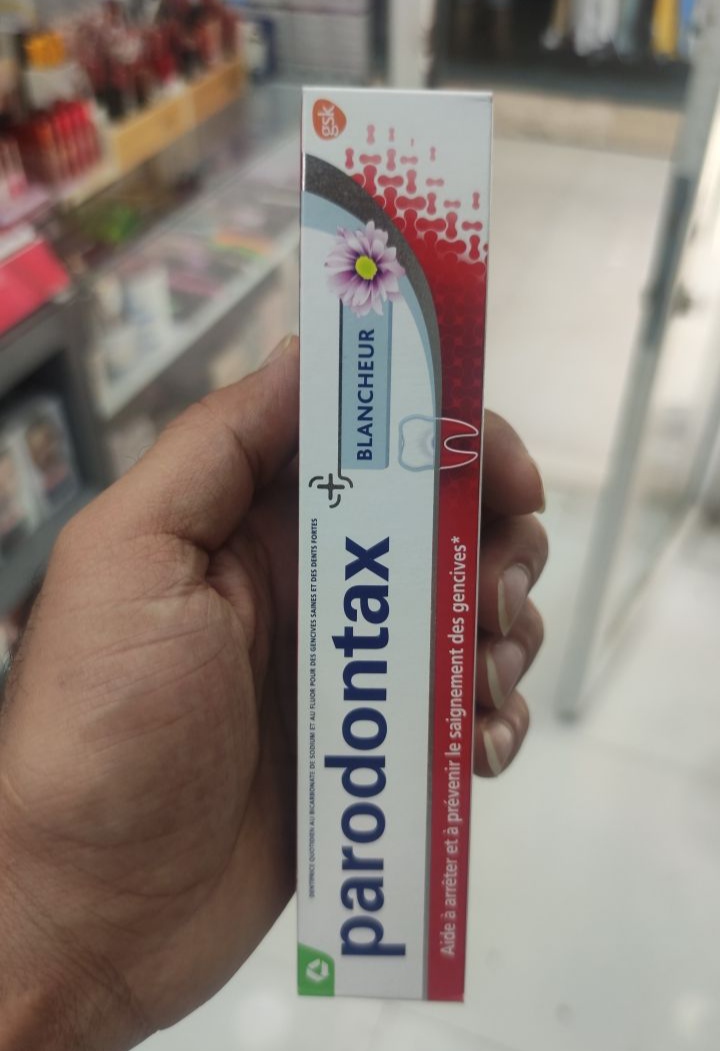 gsk
DENTIFRICE QUOTIDIEN AU BICARBONATE DE SODIUM ET AU FLUOR POUR DES GENCIVES SAINES ET DES DENTS FORTES
parodontax
+
BLANCHEUR
Aide à arrêter et à prévenir le saignement des gencives*